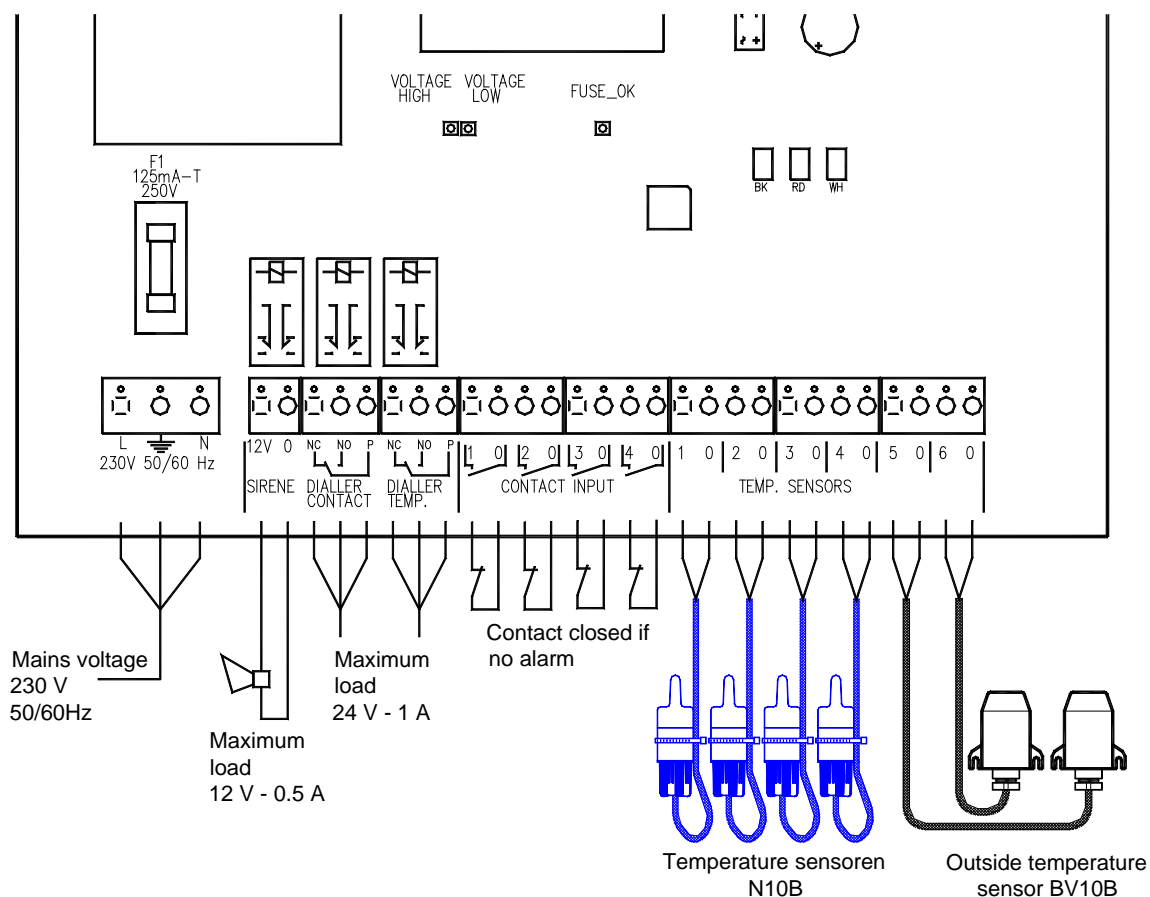 VOLTAGE HIGH
VOLTAGE LOW
FUSE_OK
F1
125mA-T
250V
BK RD WH
L N
230V 50/60 Hz
12V 0
NC NO P
NC NO P
1 0 2 0 3 0 4 0
1 0 2 0 3 0 4 0 5 0 6 0
SIRENE
DIALLER
CONTACT
DIALLER
TEMP.
CONTACT INPUT
TEMP. SENSORS
Mains voltage
230 V
50/60Hz
Maximum
load
12 V - 0.5 A
Maximum
load
24 V - 1 A
Contact closed if
no alarm
Temperature sensoren
N10B
Outside temperature
sensor BV10B